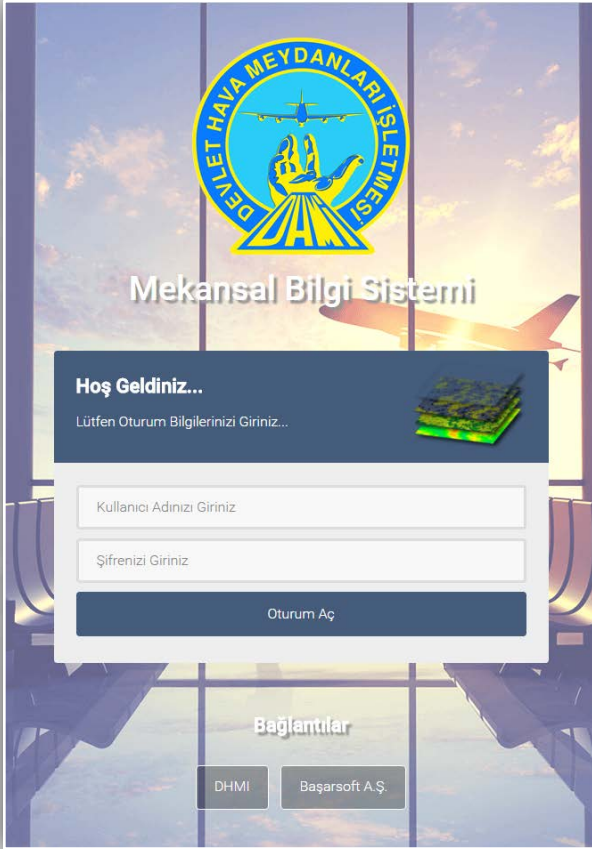 DEVLET HAVA MEYDANLARI İŞLETMESİ
DHMİ
Mekansal Bilgi Sistemi
Hoş Geldiniz...
Lütfen Oturum Bilgilerinizi Giriniz...
Kullanıcı Adınızı Giriniz
Şifrenizi Giriniz
Oturum Aç
Bağlantılar
DHMI
Başarsoft A.Ş.